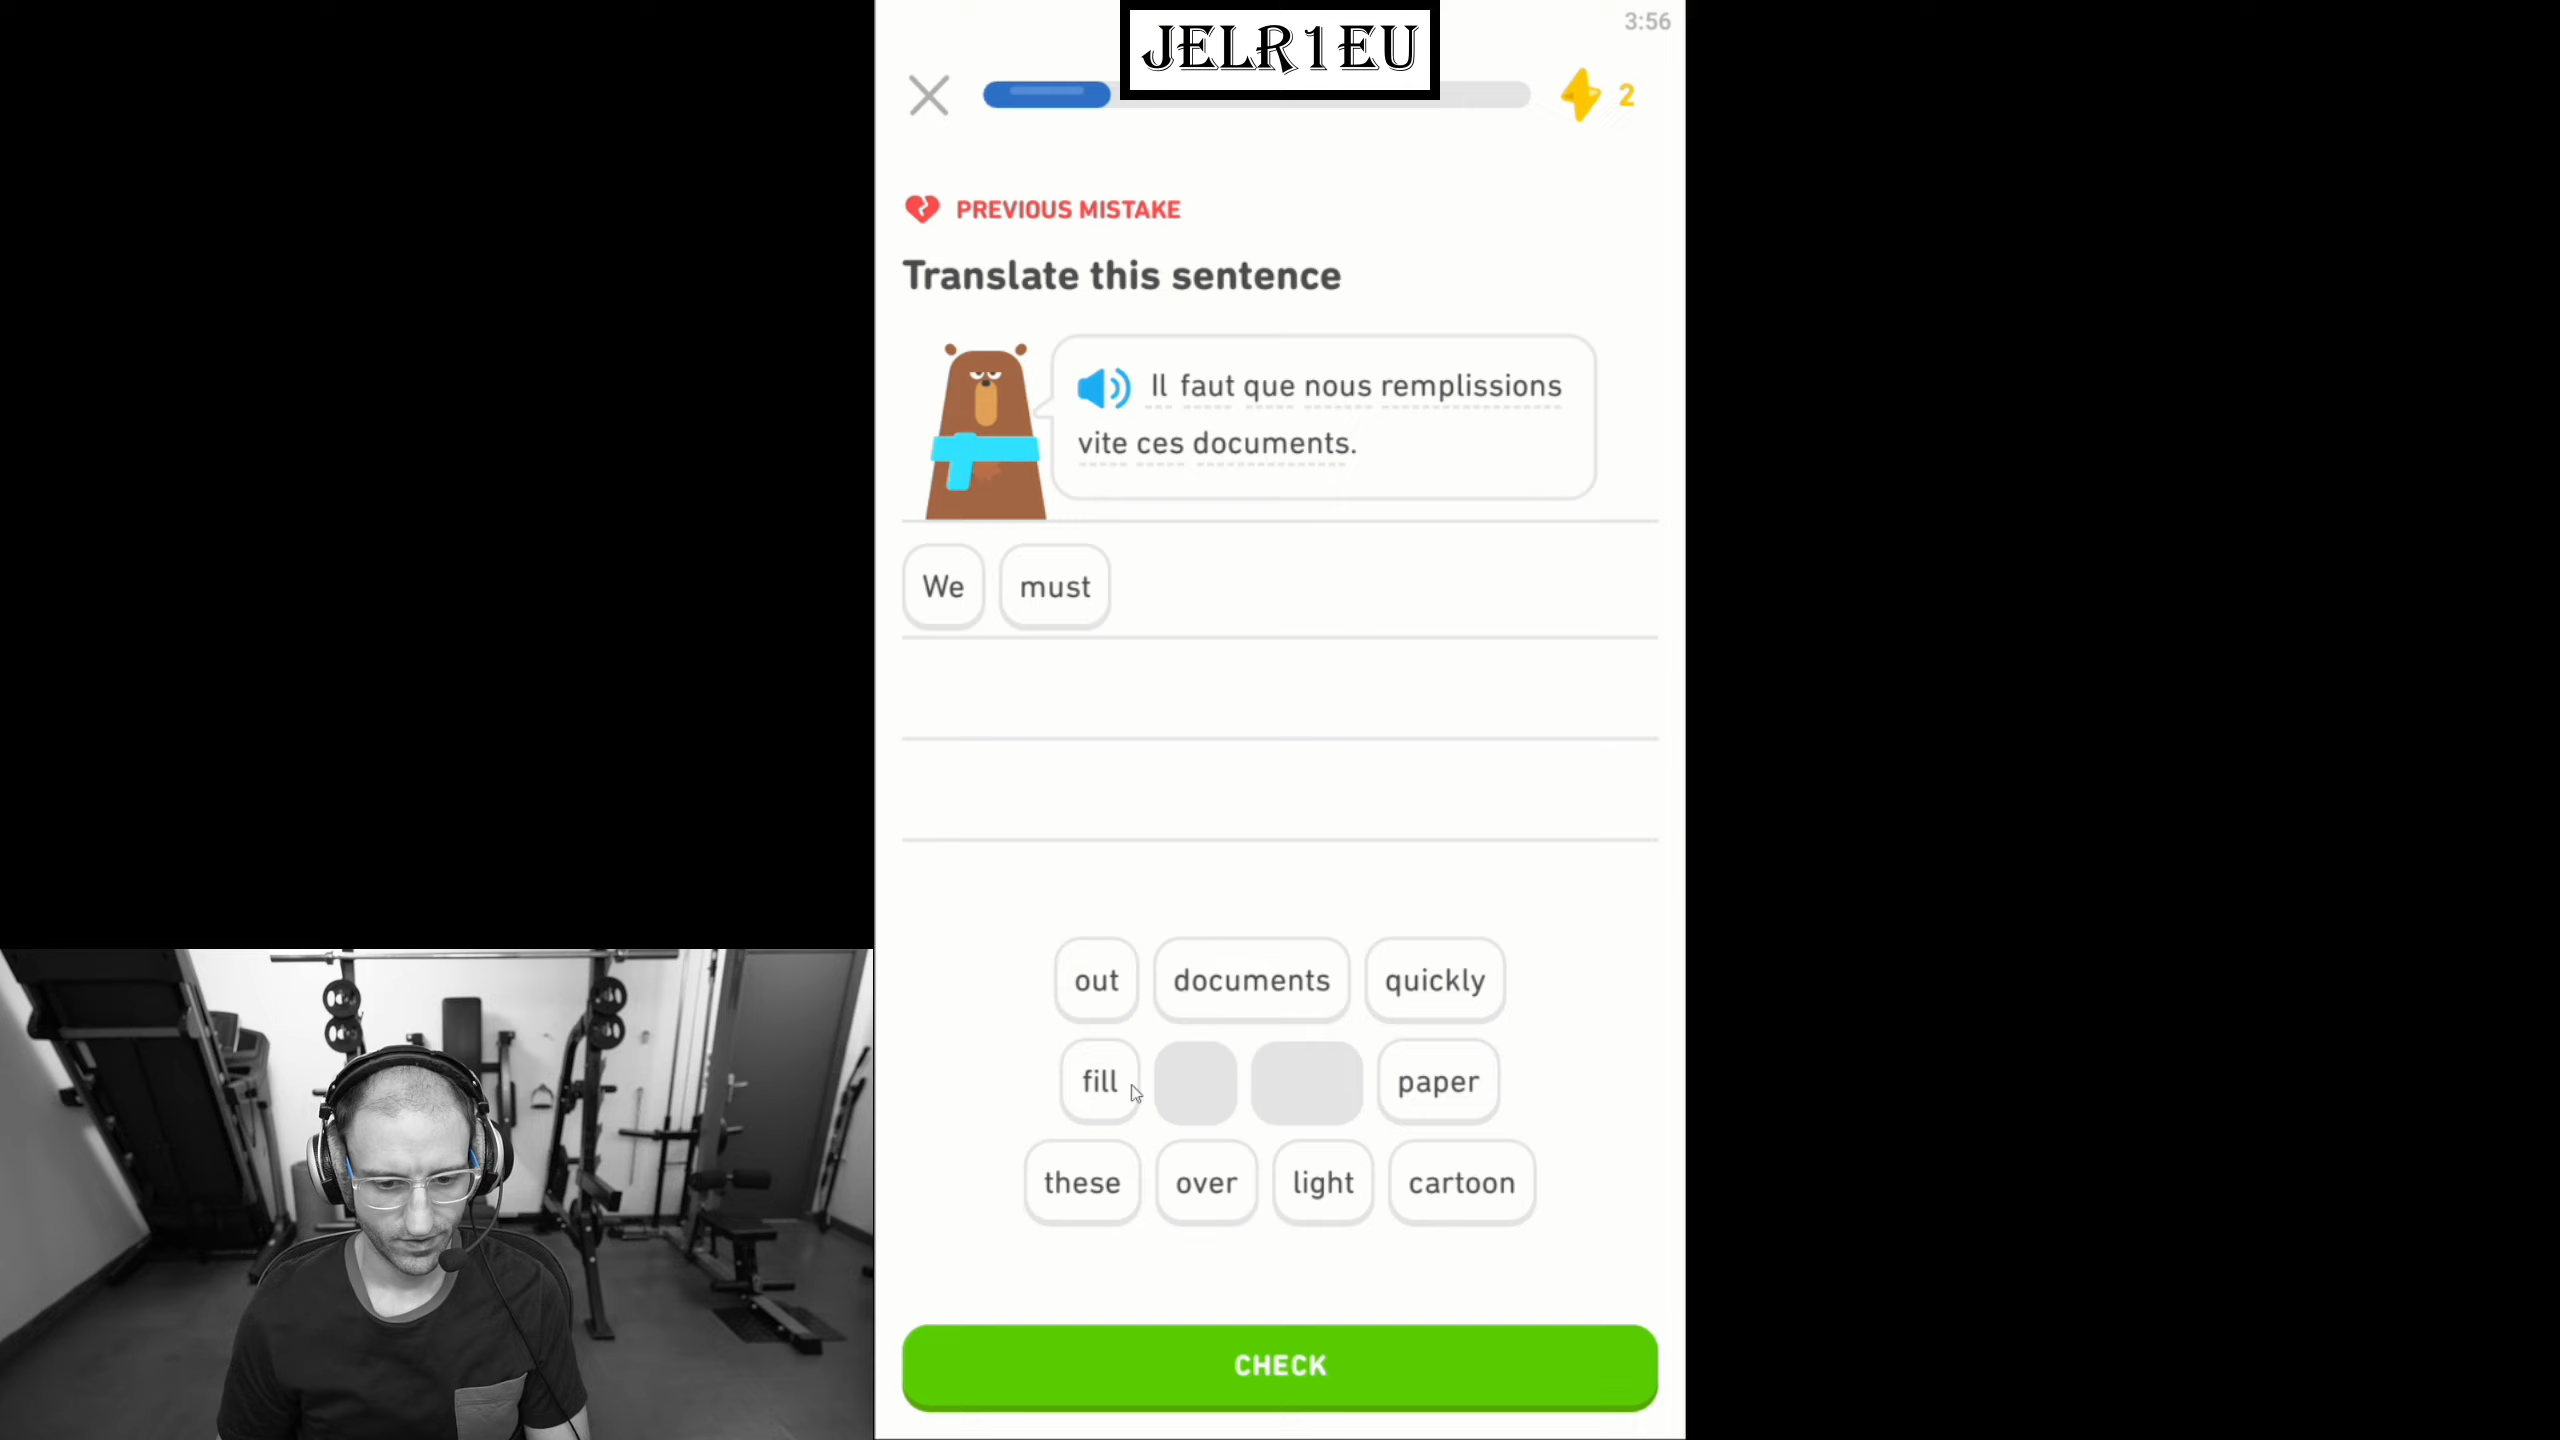 JELR1EU
3:56
2
PREVIOUS MISTAKE
Translate this sentence
Il faut que nous remplissions
vite ces documents.
We must
out documents quickly
fill paper
these over light cartoon
CHECK